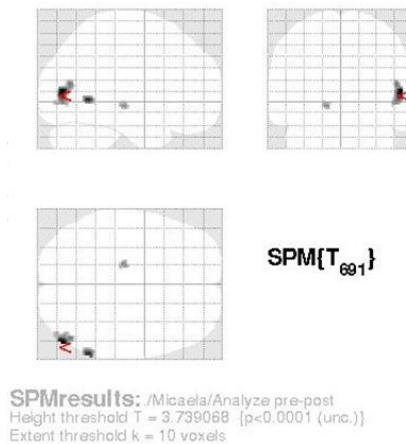 SPM{T691}
SPMresults: ./Micaela/Analyze pre-post
Height threshold T = 3.739068 {p<0.0001 (unc.)}
Extent threshold k = 10 voxels